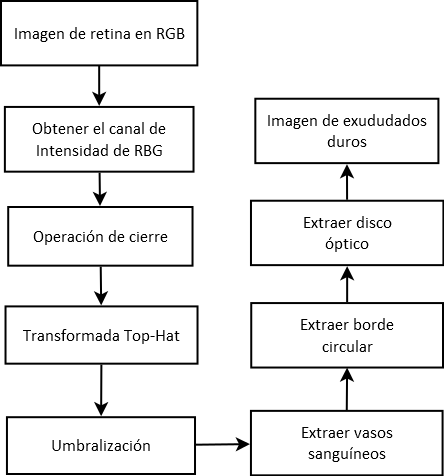 Imagen de retina en RGB
Obtener el canal de
Intensidad de RBG
Operación de cierre
Transformada Top-Hat
Umbralización
Extraer vasos
sanguíneos
Extraer borde
circular
Extraer disco
óptico
Imagen de exududados
duros